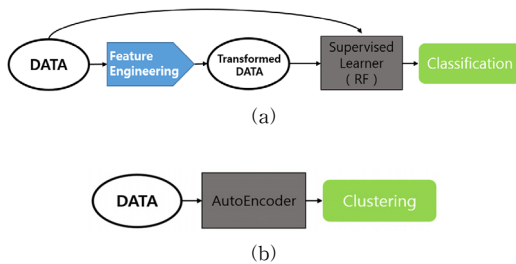 DATA
Feature
Engineering
Transformed
DATA
Supervised
Learner
( RF )
Classification
(a)
DATA
AutoEncoder
Clustering
(b)